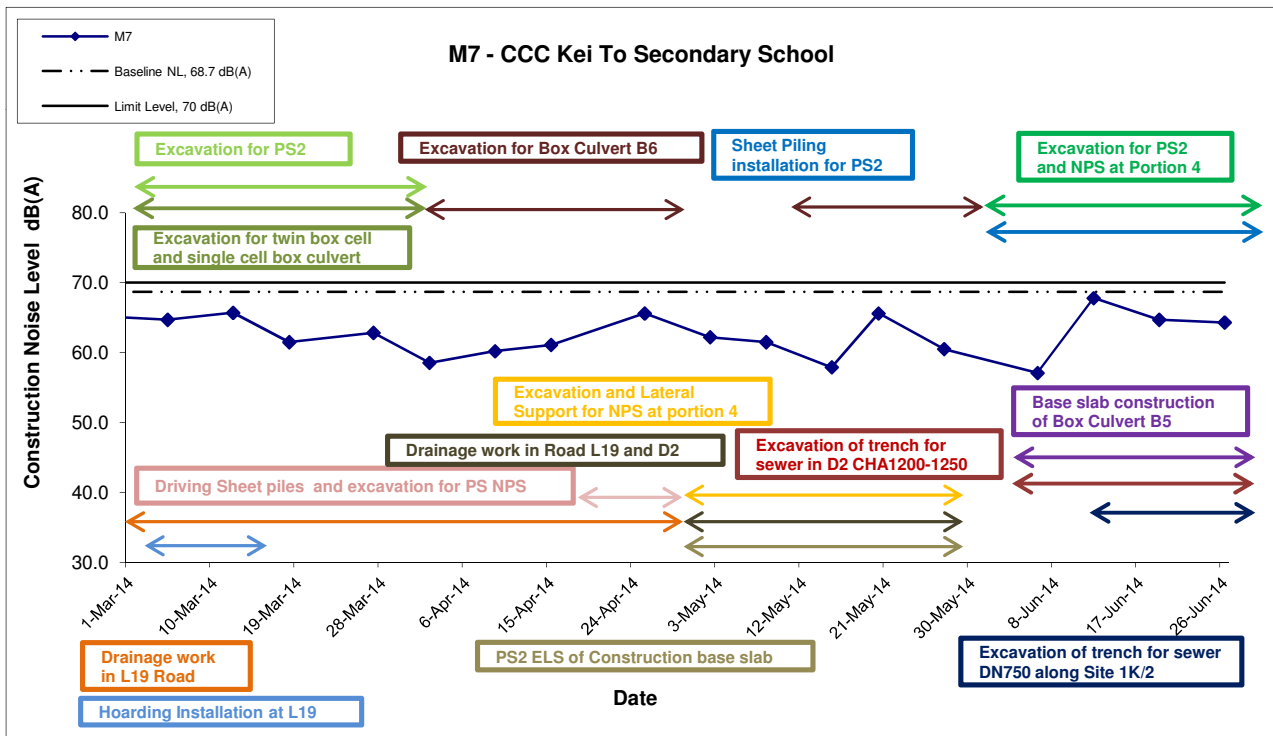 M7
Baseline NL, 68.7 dB(A)
Limit Level, 70 dB(A)
M7 - CCC Kei To Secondary School
Excavation for PS2
Excavation for Box Culvert B6
Sheet Piling
installation for PS2
Excavation for PS2
and NPS at Portion 4
Excavation for twin box cell
and single cell box culvert
Construction Noise Level dB(A)
80.0
70.0
60.0
50.0
40.0
30.0
Excavation and Lateral
Support for NPS at portion 4
Base slab construction
of Box Culvert B5
Drainage work in Road L19 and D2
Excavation of trench for
sewer in D2 CHA1200-1250
Driving Sheet piles and excavation for PS NPS
1-Mar-14
10-Mar-14
19-Mar-14
28-Mar-14
6-Apr-14
15-Apr-14
24-Apr-14
3-May-14
12-May-14
21-May-14
30-May-14
8-Jun-14
17-Jun-14
26-Jun-14
Drainage work
in L19 Road
PS2 ELS of Construction base slab
Excavation of trench for sewer
DN750 along Site 1K/2
Date
Hoarding Installation at L19